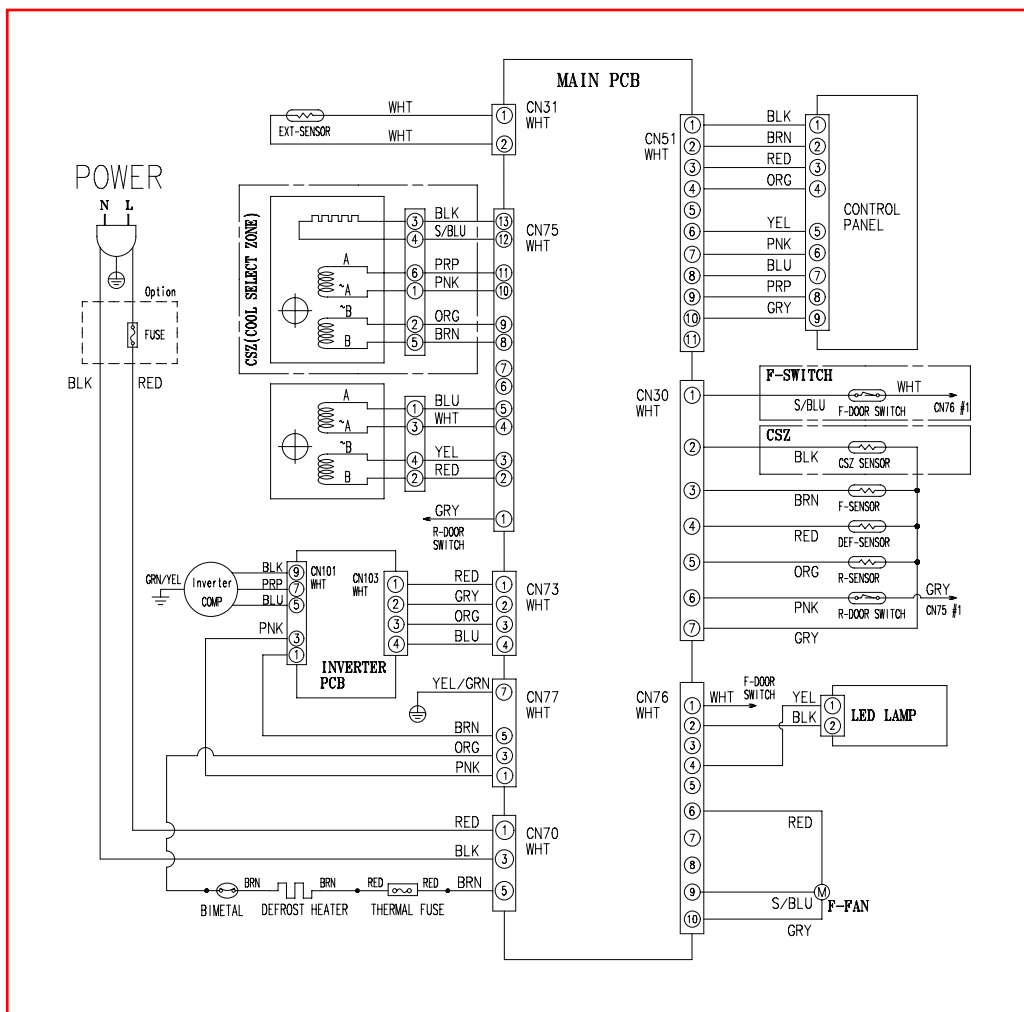 MAIN PCB
POWER
N L
Option
FUSE
BLK RED
WHT
EXT-SENSOR
WHT
1
2
CN31
WHT
CSZ(COOL SELECT ZONE)
3 BLK 13
4 S/BLU 12
CN75
WHT
A
6 PRP 11
~A
1 PNK 10
~B
2 ORG 9
B
5 BRN 8
7
6
A
1 BLU 5
~A
3 WHT 4
~B
4 YEL 3
B
2 RED 2
GRY 1
R-DOOR
SWITCH
GRN/YEL
Inverter
COMP
BLK 9
PRP 7
BLU 5
PNK 3
1
CN101
WHT
CN103
WHT
INVERTER
PCB
1 RED 1
2 GRY 2
3 ORG 3
4 BLU 4
CN73
WHT
YEL/GRN 7
CN77
WHT
BRN 5
ORG 3
PNK 1
RED 1
CN70
WHT
BLK 3
BRN BRN RED RED BRN 5
BIMETAL DEFROST HEATER THERMAL FUSE
CN51
WHT
1 BLK 1
2 BRN 2
3 RED 3
4 ORG 4
5
6 YEL 5
7 PNK 6
8 BLU 7
9 PRP 8
10 GRY 9
11
CONTROL
PANEL
CN30
WHT
F-SWITCH
1 WHT
S/BLU F-DOOR SWITCH CN76 #1
CSZ
2
BLK CSZ SENSOR
3
BRN F-SENSOR
4
RED DEF-SENSOR
5
ORG R-SENSOR
6 GRY
PNK R-DOOR SWITCH CN75 #1
7
GRY
CN76
WHT
1 WHT
F-DOOR
SWITCH
YEL 1
2 BLK 2
LED LAMP
3
4
5
6
RED
7
8
9
S/BLU
M
F-FAN
10
GRY